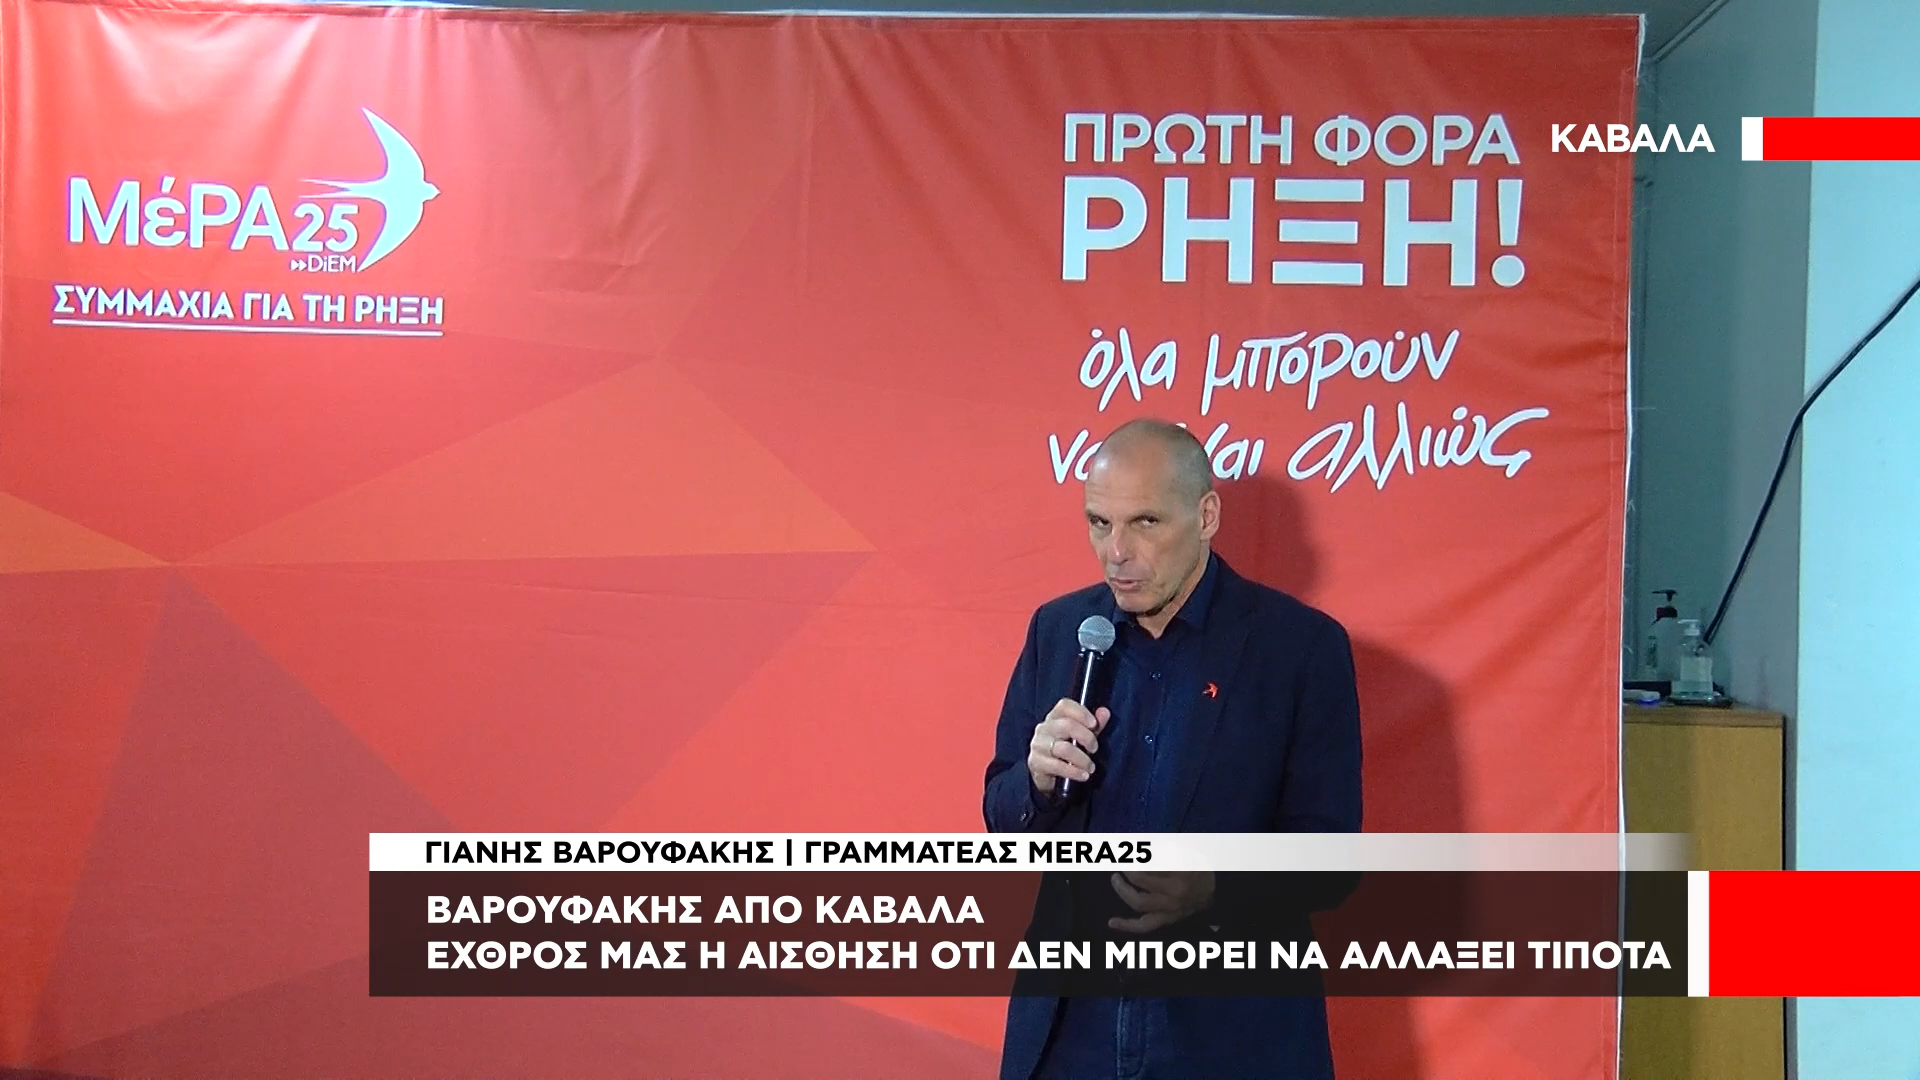 ΠΡΩΤΗ ΦΟΡΑ
ΡΗΞΗ!
όλα μπορούν
αλλιώς
ΚΑΒΑΛΑ
ΜέΡΑ25
DiEM
ΣΥΜΜΑΧΙΑ ΓΙΑ ΤΗ ΡΗΞΗ
ΓΙΑΝΗΣ ΒΑΡΟΥΦΑΚΗΣ | ΓΡΑΜΜΑΤΕΑΣ MERA25
ΒΑΡΟΥΦΑΚΗΣ ΑΠΟ ΚΑΒΑΛΑ
ΕΧΘΡΟΣ ΜΑΣ Η ΑΙΣΘΗΣΗ ΟΤΙ ΔΕΝ ΜΠΟΡΕΙ ΝΑ ΑΛΛΑΞΕΙ ΤΙΠΟΤΑ